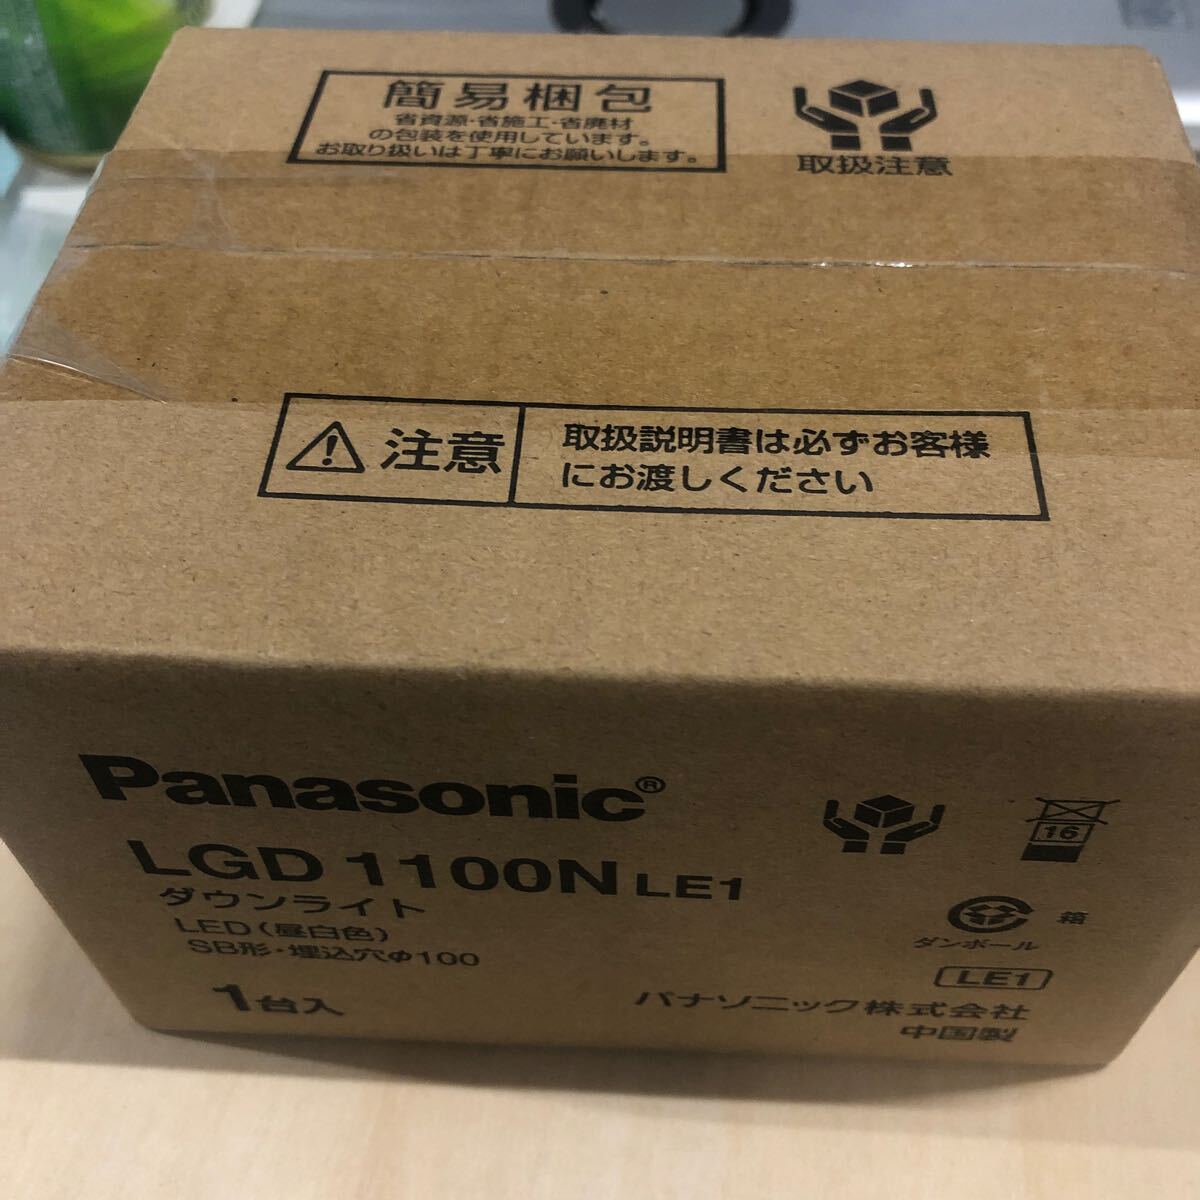 簡易梱包
省資源・省施工・省廃材
の包装を使用しています。
お取り扱いは丁寧にお願いします。
取扱注意
注意
取扱説明書は必ずお客様
にお渡しください
Panasonic®
LGD 1100N LE1
ダウンライト
LED(昼白色)
SB形・埋込穴φ100
1台入
16
ダンボール
箱
LE1
パナソニック株式会社
中国製